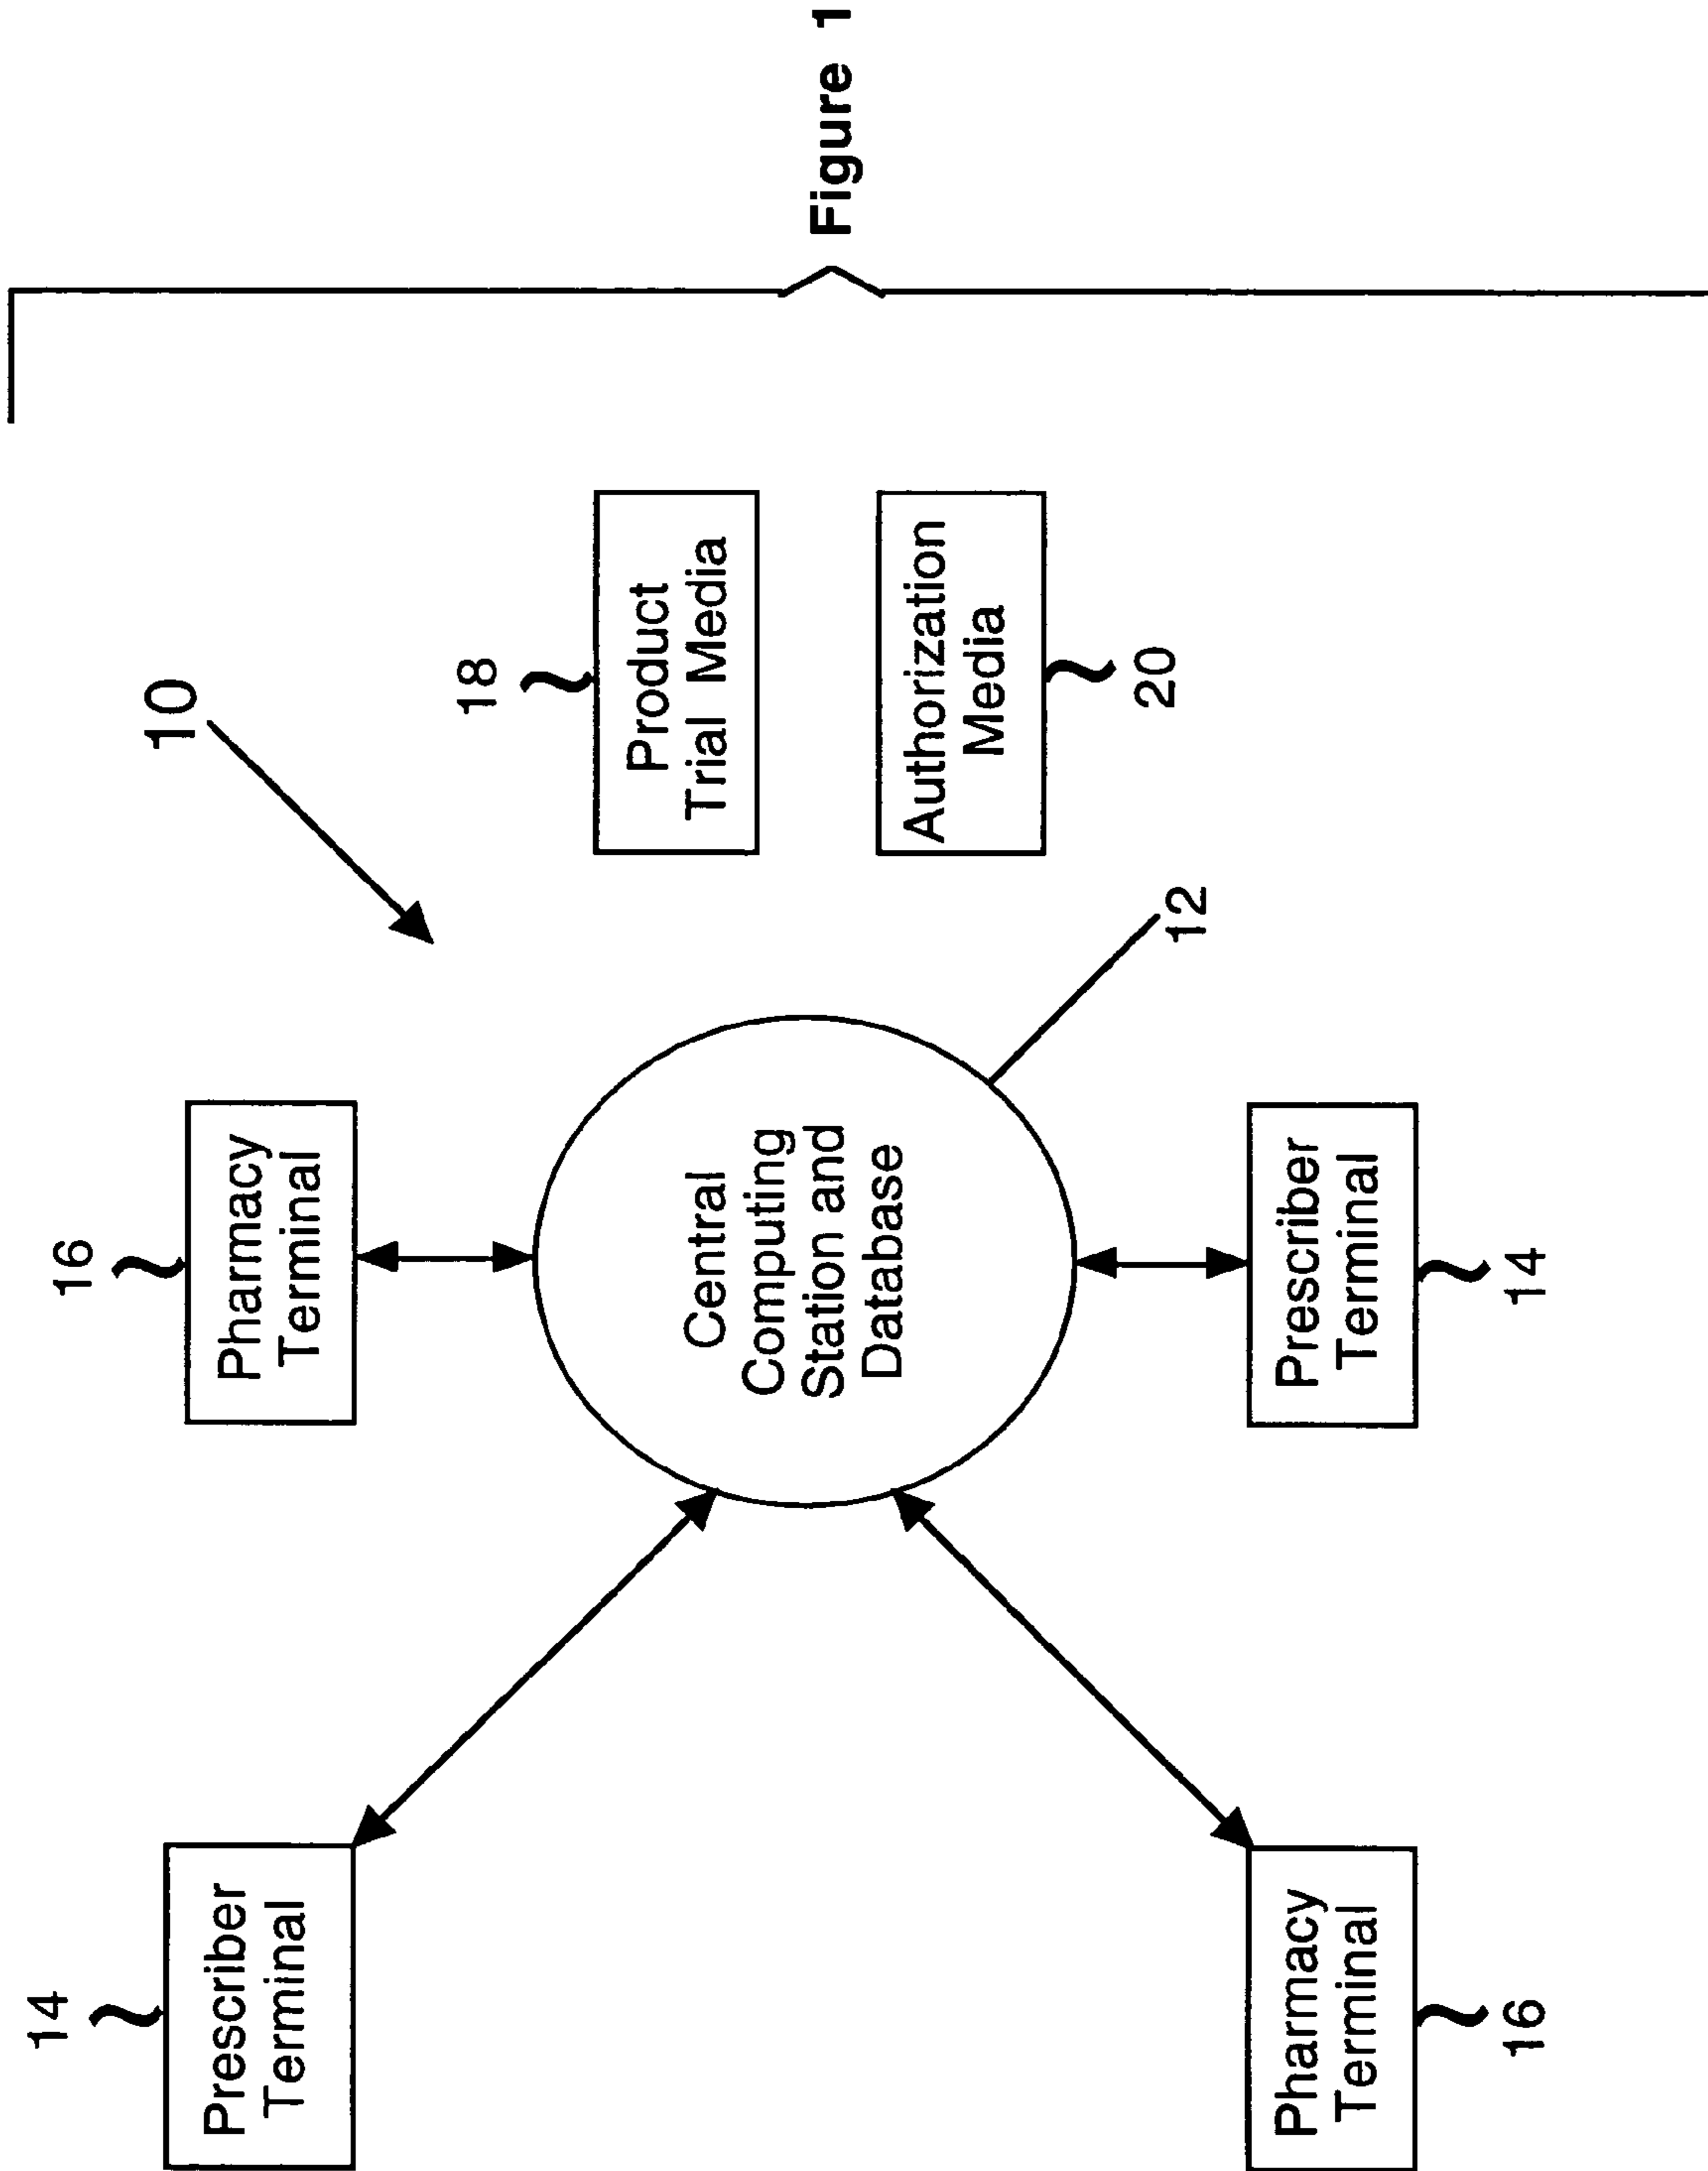 14
Prescriber
Terminal
16
Pharmacy
Terminal
10
18
Product
Trial Media
Central
Computing
Station and
Database
12
Authorization
Media
20
Pharmacy
Terminal
16
Prescriber
Terminal
14
Figure 1